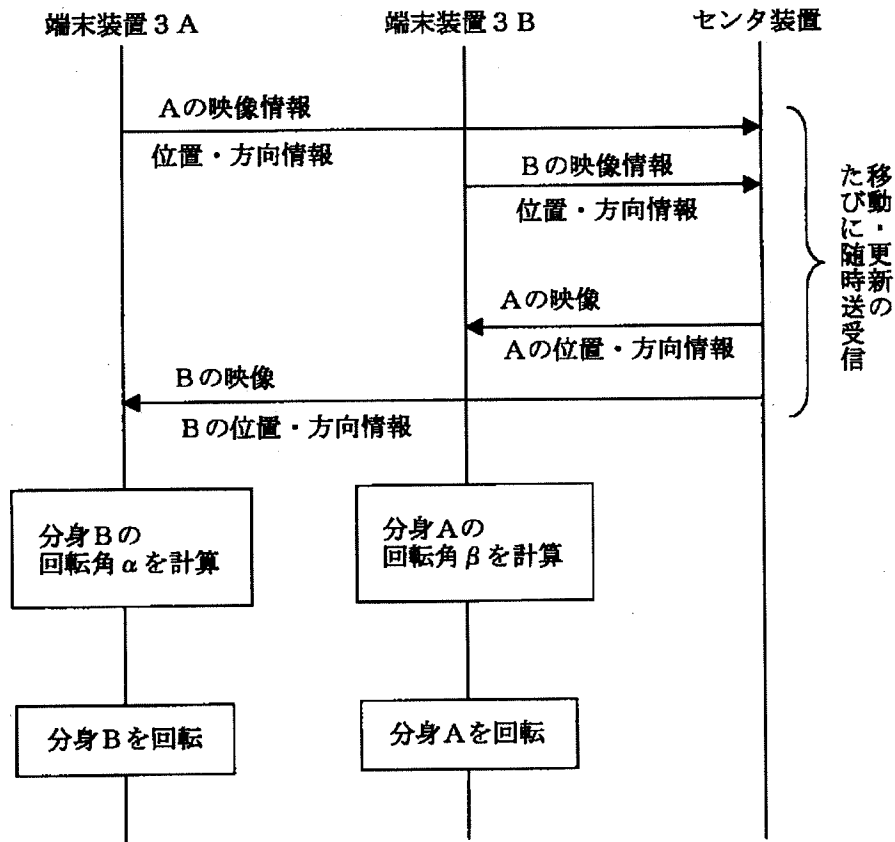 端末装置3A
端末装置3B
センタ装置
Aの映像情報
位置・方向情報
Bの映像情報
位置・方向情報
Aの映像
Aの位置・方向情報
Bの映像
Bの位置・方向情報
移動・更新の
たびに随時送受信
分身Bの
回転角αを計算
分身Aの
回転角βを計算
分身Bを回転
分身Aを回転